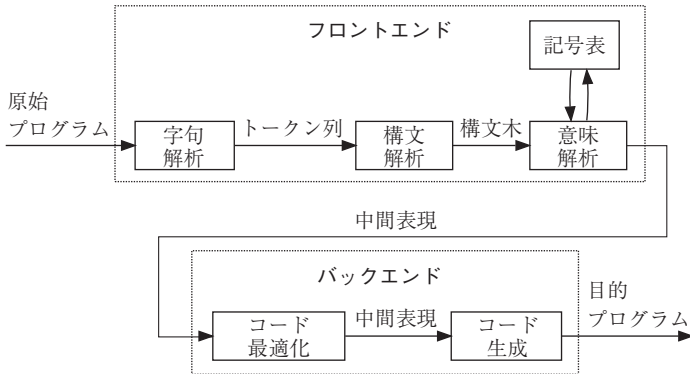 フロントエンド
記号表
原始
プログラム
字句
解析
トークン列
構文
解析
構文木
意味
解析
中間表現
バックエンド
コード
最適化
中間表現
コード
生成
目的
プログラム